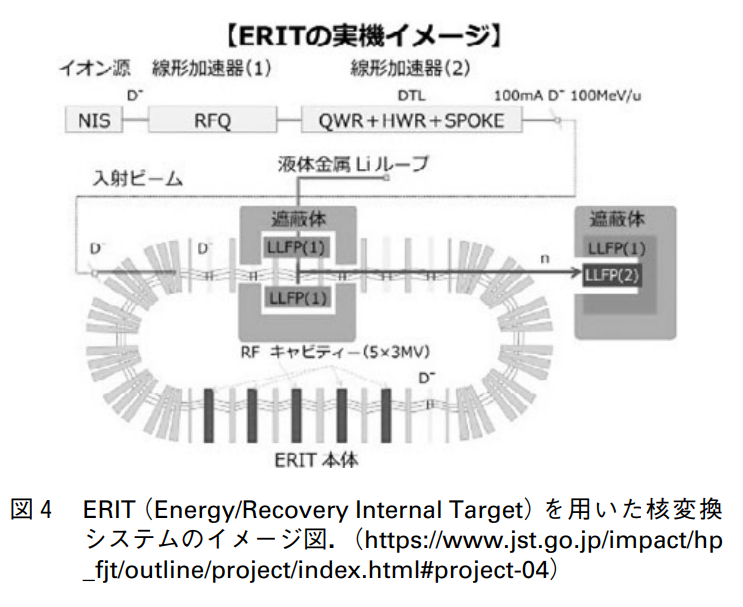 【ERITの実機イメージ】
イオン源 線形加速器(1) 線形加速器(2)
D⁻ DTL 100mA D⁻ 100MeV/u
NIS RFQ QWR+HWR+SPOKE
液体金属 Li ループ
入射ビーム
遮蔽体 遮蔽体
D⁻ D⁻ LLFP(1) n LLFP(1)
LLFP(2)
LLFP(1)
RF キャビティー(5×3MV)
D⁻
ERIT 本体
図 4 ERIT(Energy/Recovery Internal Target)を用いた核変換
システムのイメージ図.(https://www.jst.go.jp/impact/hp
_fjt/outline/project/index.html#project-04)